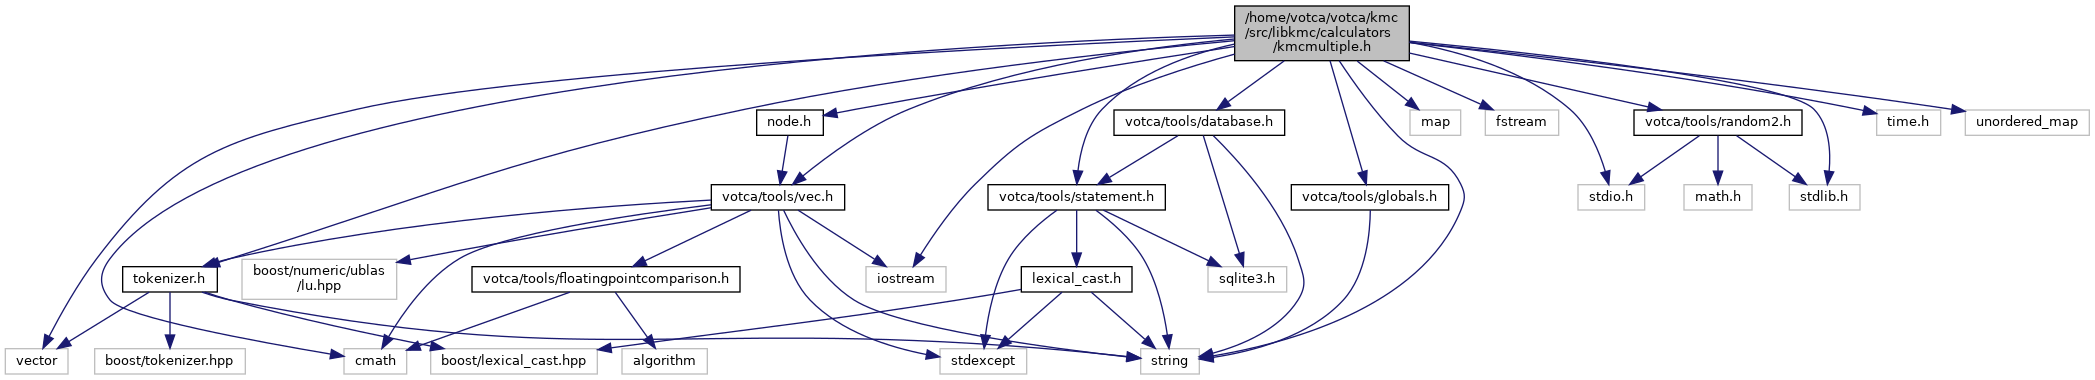 /home/votca/votca/kmc
/src/libkmc/calculators
/kmcmultiple.h
node.h
votca/tools/database.h
map
fstream
votca/tools/random2.h
time.h
unordered_map
votca/tools/vec.h
votca/tools/statement.h
votca/tools/globals.h
stdio.h
math.h
stdlib.h
tokenizer.h
boost/numeric/ublas
/lu.hpp
votca/tools/floatingpointcomparison.h
iostream
lexical_cast.h
sqlite3.h
vector
boost/tokenizer.hpp
cmath
boost/lexical_cast.hpp
algorithm
stdexcept
string